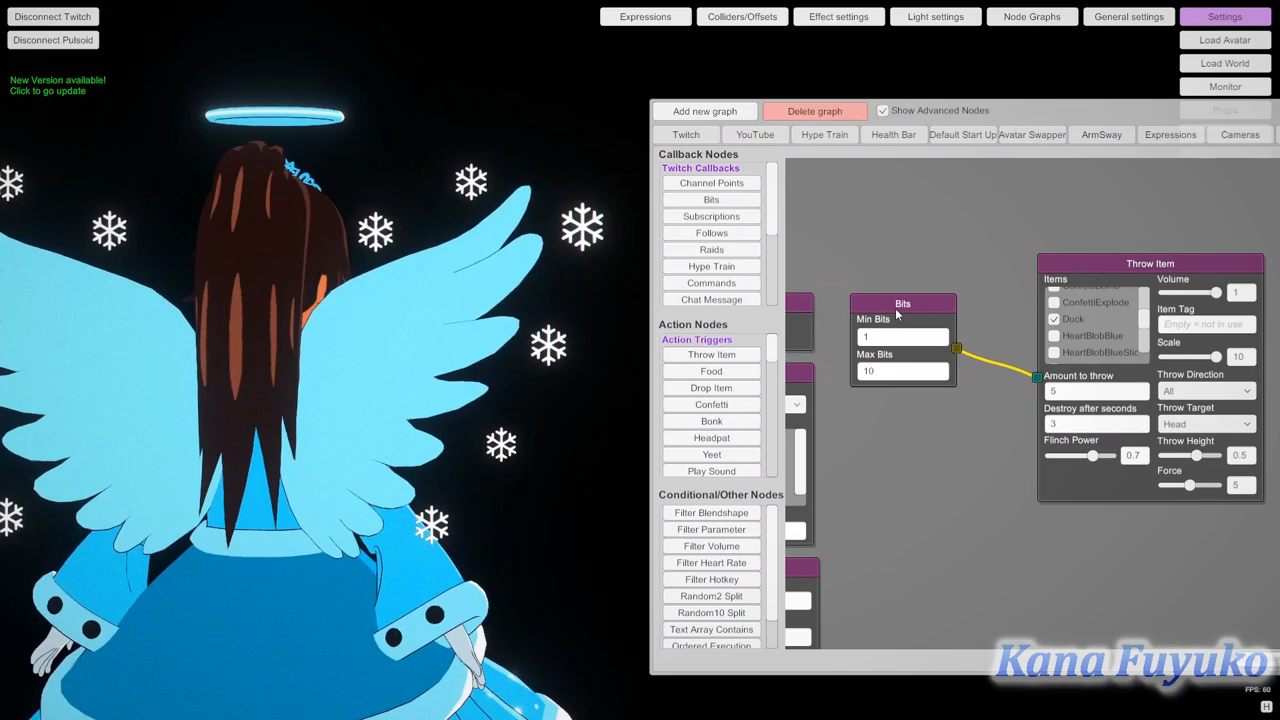 Disconnect Twitch
Disconnect Pulsoid
New Version available!
Click to go update
Expressions
Colliders/Offsets
Effect settings
Light settings
Node Graphs
General settings
Settings
Load Avatar
Load World
Monitor
Props
Add new graph
Delete graph
Show Advanced Nodes
Twitch
YouTube
Hype Train
Health Bar
Default Start Up
Avatar Swapper
ArmSway
Expressions
Cameras
Callback Nodes
Twitch Callbacks
Channel Points
Bits
Subscriptions
Follows
Raids
Hype Train
Commands
Chat Message
Action Nodes
Action Triggers
Throw Item
Food
Drop Item
Confetti
Bonk
Headpat
Yeet
Play Sound
Conditional/Other Nodes
Filter Blendshape
Filter Parameter
Filter Volume
Filter Heart Rate
Filter Hotkey
Random2 Split
Random10 Split
Text Array Contains
Ordered Execution
Bits
Min Bits
1
Max Bits
10
Throw Item
Items
ConfettiBomb
ConfettiExplode
Duck
HeartBlobBlue
HeartBlobBlueStic
Amount to throw
5
Destroy after seconds
3
Flinch Power
0.7
Volume
1
Item Tag
Empty = not in use
Scale
10
Throw Direction
All
Throw Target
Head
Throw Height
0.5
Force
5
Kana Fuyuko
FPS: 60
H